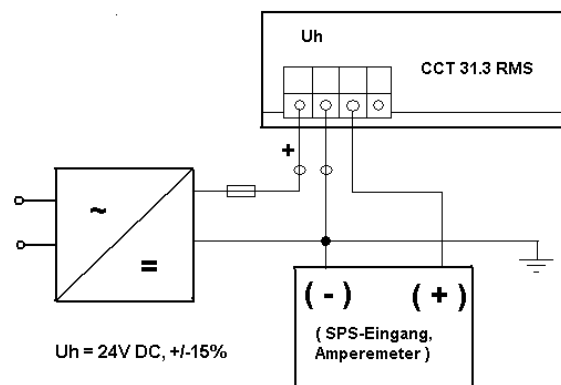 Uh
CCT 31.3 RMS
+
~
=
( - ) ( + )
( SPS-Eingang,
Amperemeter )
Uh = 24V DC, +/-15%